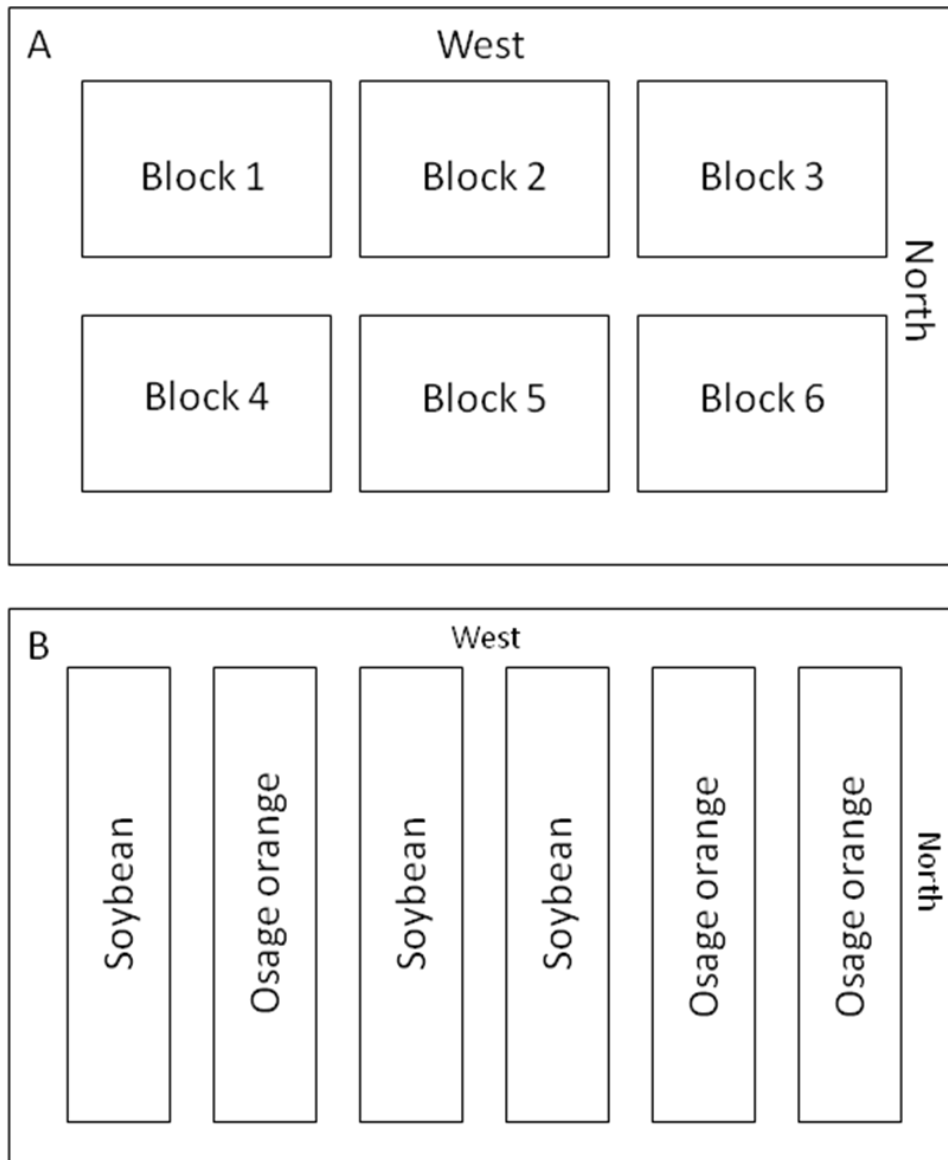 A
West
Block 1
Block 2
Block 3
North
Block 4
Block 5
Block 6
B
West
Soybean
Osage orange
Soybean
Soybean
Osage orange
Osage orange
North